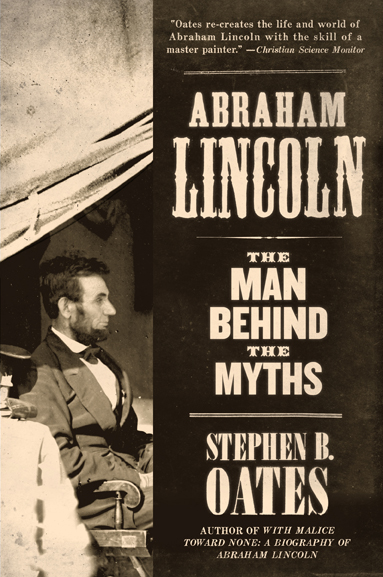 "Oates re-creates the life and world of
Abraham Lincoln with the skill of a
master painter." —Christian Science Monitor
ABRAHAM
LINCOLN
THE
MAN
BEHIND
THE
MYTHS
STEPHEN B.
OATES
AUTHOR OF WITH MALICE
TOWARD NONE: A BIOGRAPHY OF
ABRAHAM LINCOLN